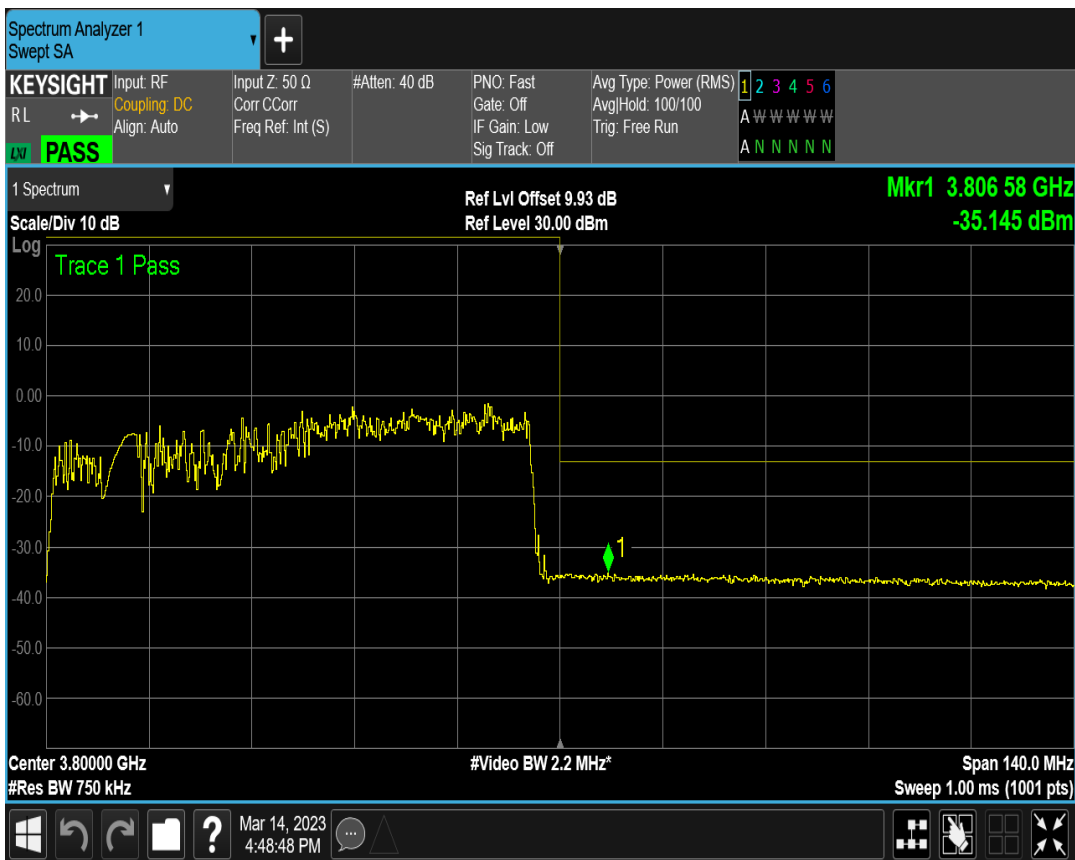 Spectrum Analyzer 1
Swept SA
+
KEYSIGHT
RL
LXI PASS
Input: RF
Coupling: DC
Align: Auto
Input Z: 50 Ω
Corr CCorr
Freq Ref: Int (S)
#Atten: 40 dB
PNO: Fast
Gate: Off
IF Gain: Low
Sig Track: Off
Avg Type: Power (RMS)
Avg|Hold: 100/100
Trig: Free Run
1 2 3 4 5 6
A W W W W W
A N N N N N
1 Spectrum
Scale/Div 10 dB
Ref Lvl Offset 9.93 dB
Ref Level 30.00 dBm
Mkr1 3.806 58 GHz
-35.145 dBm
Log
Trace 1 Pass
20.0
10.0
0.00
-10.0
-20.0
-30.0
-40.0
-50.0
-60.0
1
Center 3.80000 GHz
#Res BW 750 kHz
#Video BW 2.2 MHz*
Span 140.0 MHz
Sweep 1.00 ms (1001 pts)
?
Mar 14, 2023
4:48:48 PM